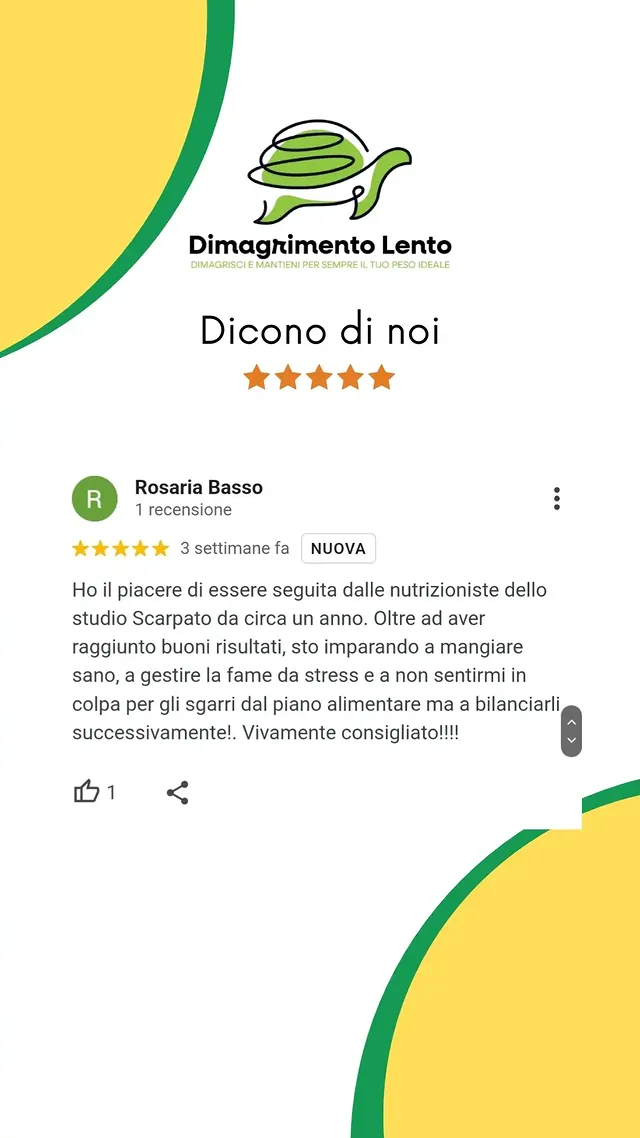 Dimagrimento Lento
DIMAGRISCI E MANTIENI PER SEMPRE IL TUO PESO IDEALE
Dicono di noi
R
Rosaria Basso
1 recensione
3 settimane fa NUOVA
Ho il piacere di essere seguita dalle nutrizioniste dello
studio Scarpato da circa un anno. Oltre ad aver
raggiunto buoni risultati, sto imparando a mangiare
sano, a gestire la fame da stress e a non sentirmi in
colpa per gli sgarri dal piano alimentare ma a bilanciarli
successivamente!. Vivamente consigliato!!!!
1